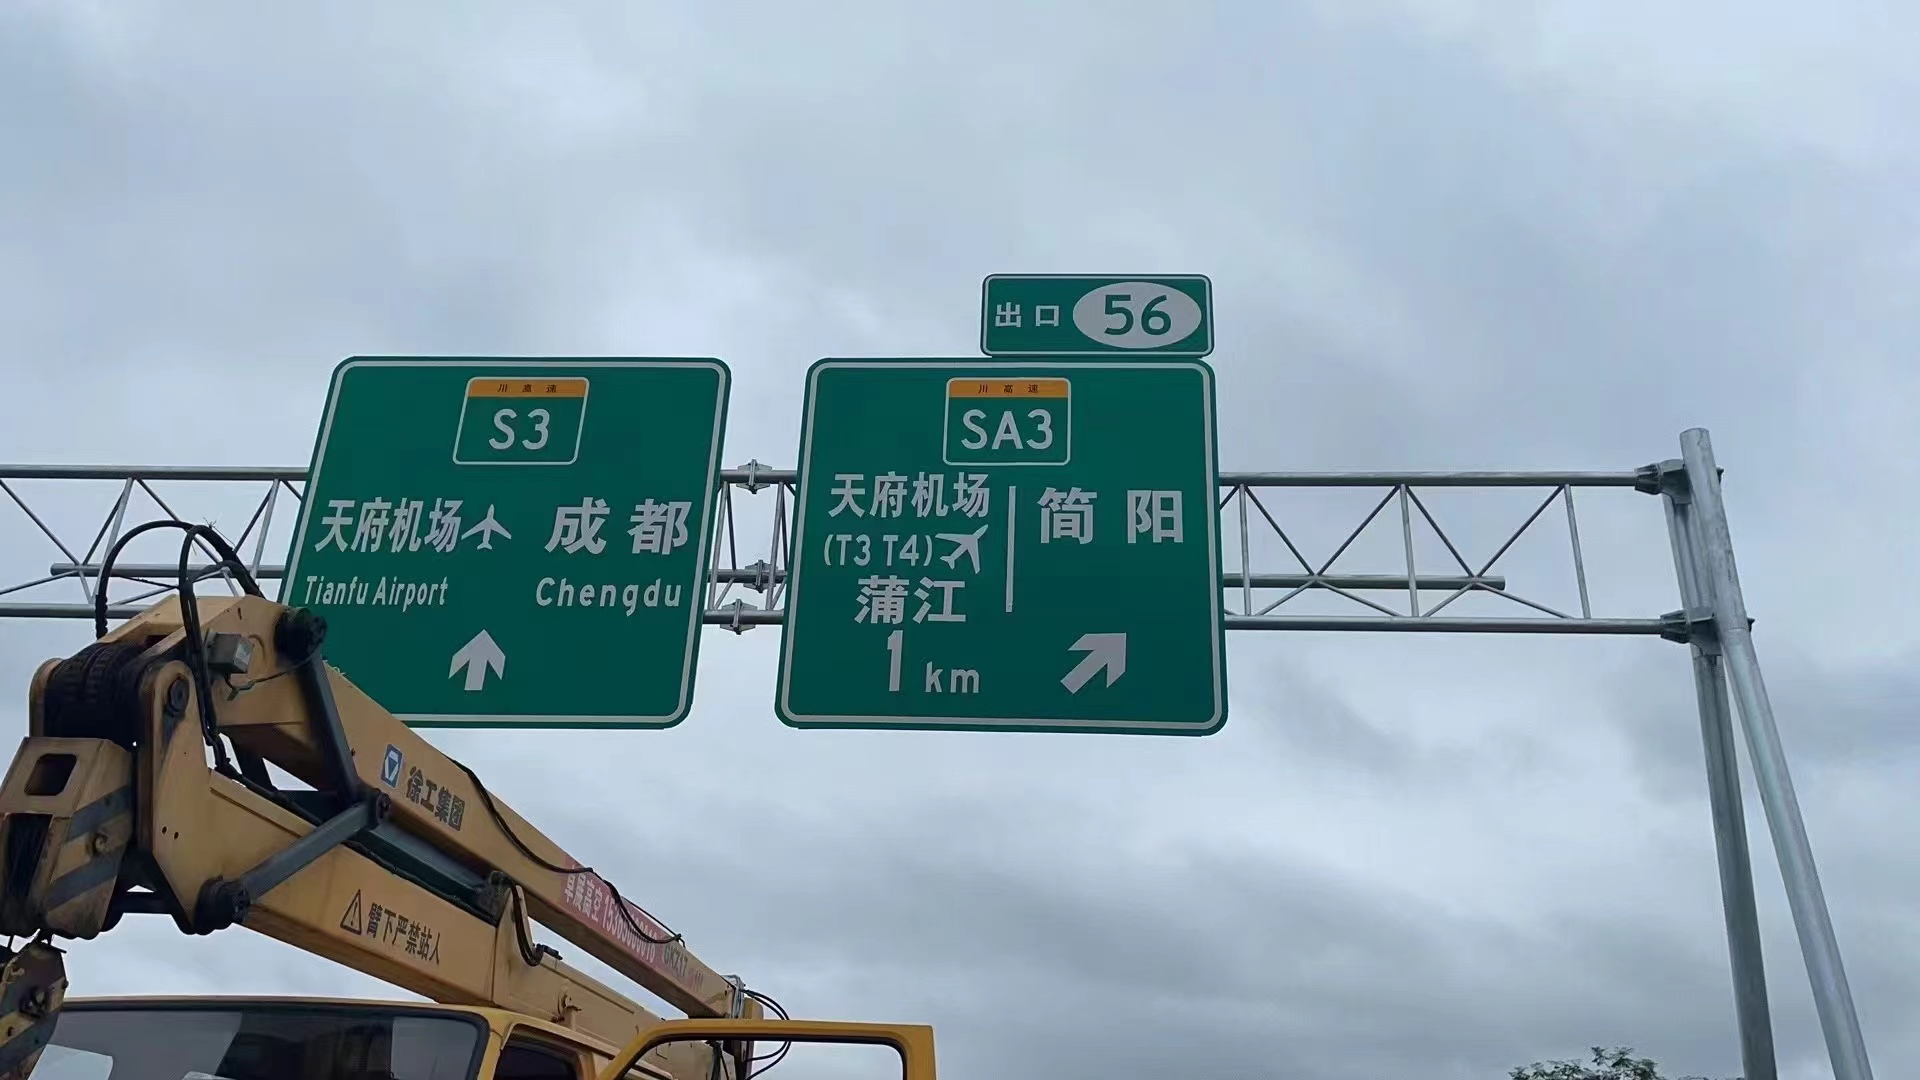 出口 56
川高速
S3
天府机场 成都
Tianfu Airport Chengdu
川高速
SA3
天府机场
(T3 T4)
蒲江
简阳
1 km
徐工集團
臂下严禁站人